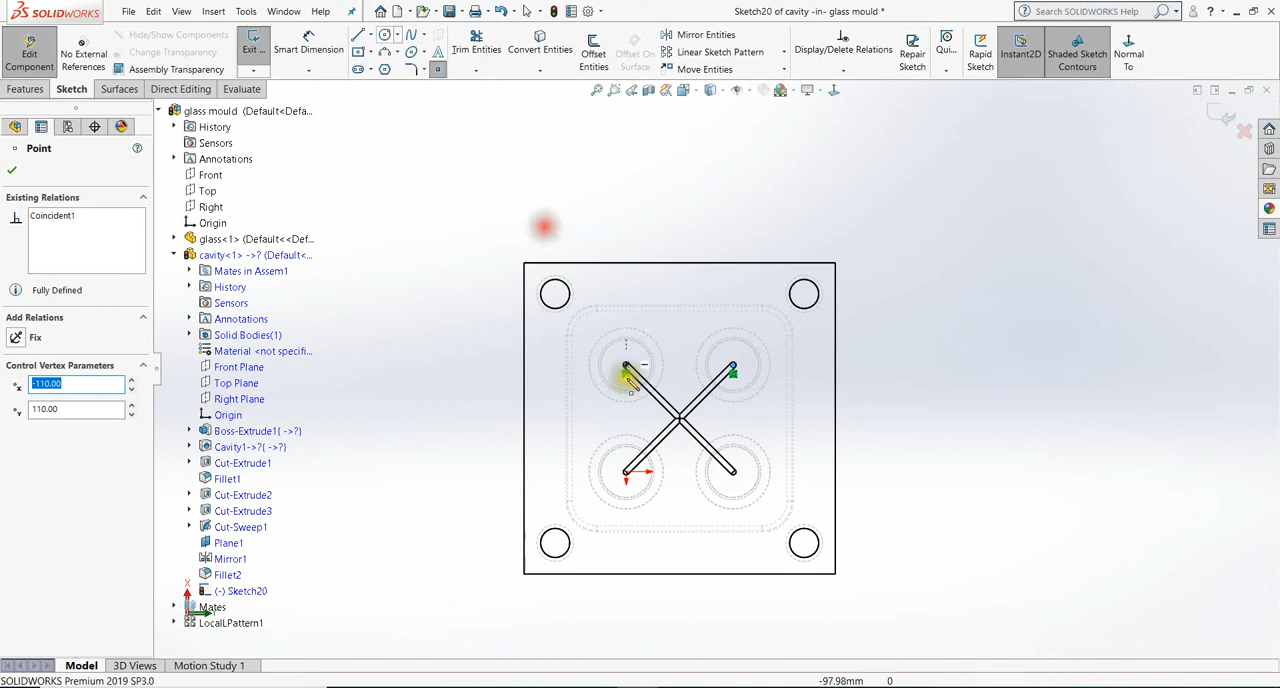 SOLIDWORKS
File Edit View Insert Tools Window Help
Sketch20 of cavity -in- glass mould *
Search SOLIDWORKS Help
Edit Component
No External References
Hide/Show Components
Change Transparency
Assembly Transparency
Exit ...
Smart Dimension
Trim Entities
Convert Entities
Offset Entities
Offset On Surface
Mirror Entities
Linear Sketch Pattern
Move Entities
Display/Delete Relations
Repair Sketch
Qui...
Rapid Sketch
Instant2D
Shaded Sketch Contours
Normal To
Features Sketch Surfaces Direct Editing Evaluate
Point
Existing Relations
Coincident1
Fully Defined
Add Relations
Fix
Control Vertex Parameters
-110.00
110.00
glass mould (Default<Defa...
History
Sensors
Annotations
Front
Top
Right
Origin
glass<1> (Default<<Def...
cavity<1> ->? (Default<...
Mates in Assem1
History
Sensors
Annotations
Solid Bodies(1)
Material <not specifi...
Front Plane
Top Plane
Right Plane
Origin
Boss-Extrude1{ ->?}
Cavity1->?{ ->?}
Cut-Extrude1
Fillet1
Cut-Extrude2
Cut-Extrude3
Cut-Sweep1
Plane1
Mirror1
Fillet2
(-) Sketch20
Mates
LocalLPattern1
X
Model 3D Views Motion Study 1
SOLIDWORKS Premium 2019 SP3.0
-97.98mm 0